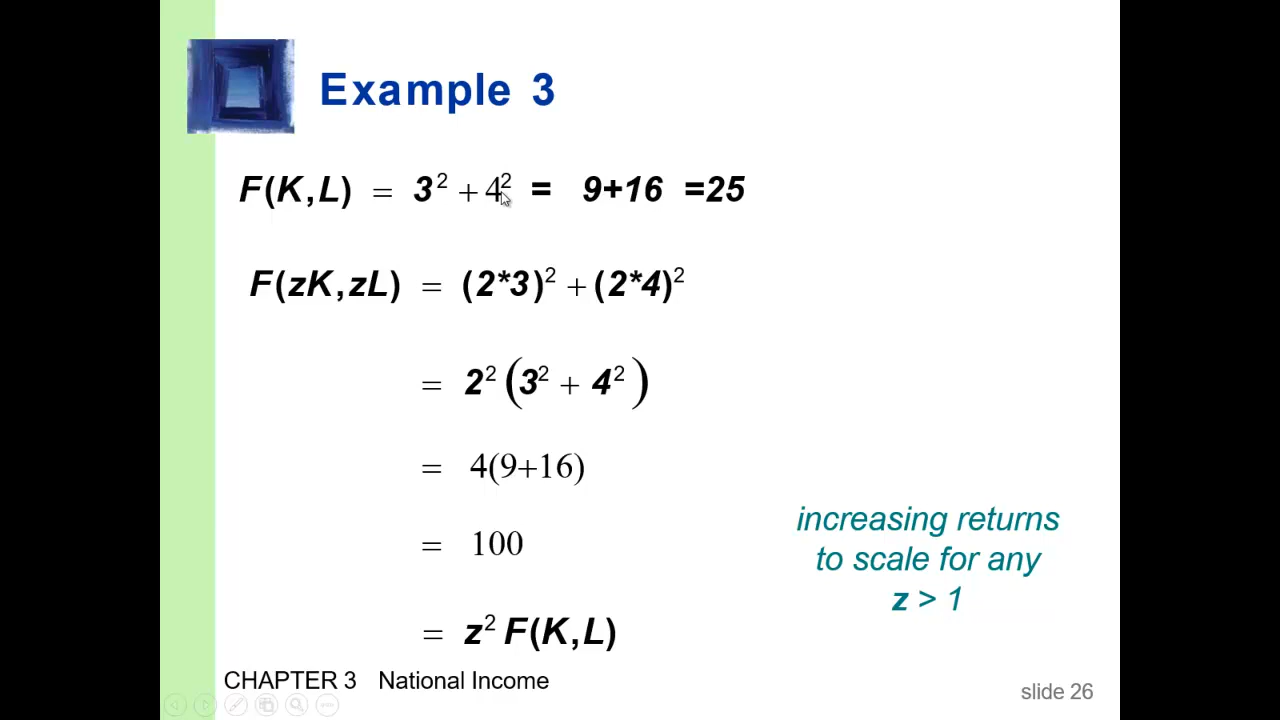 Example 3
F(K,L) = 3² + 4² = 9+16 =25
F(zK,zL) = (2*3)² + (2*4)²
= 2² (3² + 4²)
= 4(9+16)
= 100
= z² F(K,L)
increasing returns
to scale for any
z > 1
CHAPTER 3 National Income
slide 26